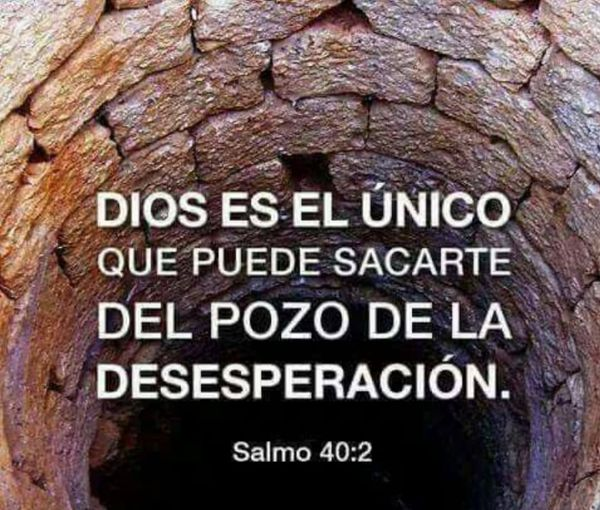 DIOS ES EL ÚNICO
QUE PUEDE SACARTE
DEL POZO DE LA
DESESPERACIÓN.
Salmo 40:2